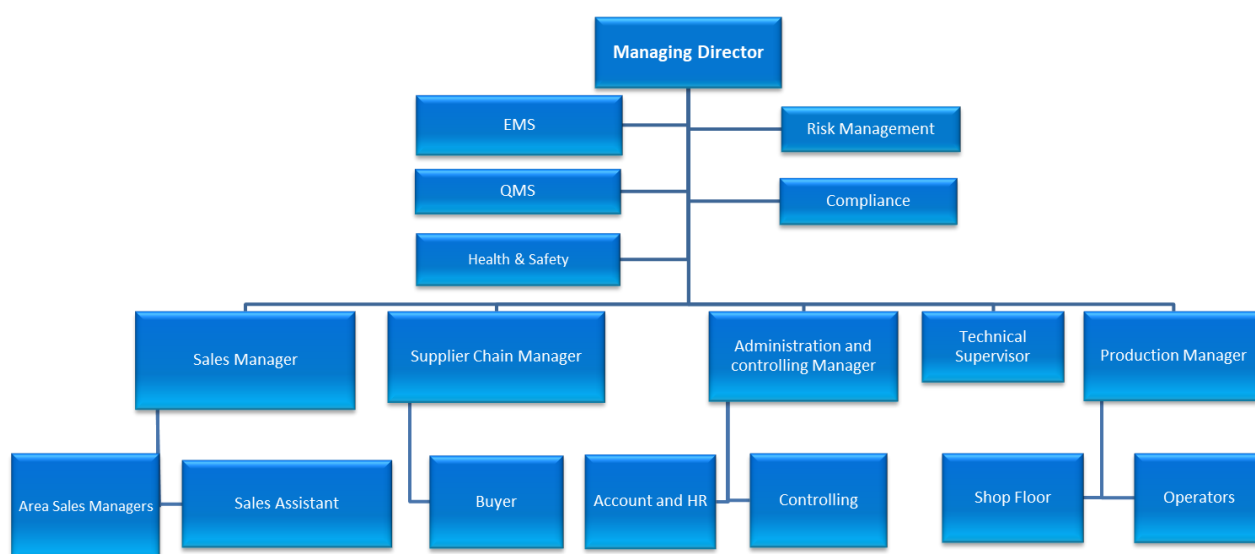 Managing Director
EMS
Risk Management
QMS
Compliance
Health & Safety
Sales Manager
Supplier Chain Manager
Administration and
controlling Manager
Technical
Supervisor
Production Manager
Area Sales Managers
Sales Assistant
Buyer
Account and HR
Controlling
Shop Floor
Operators